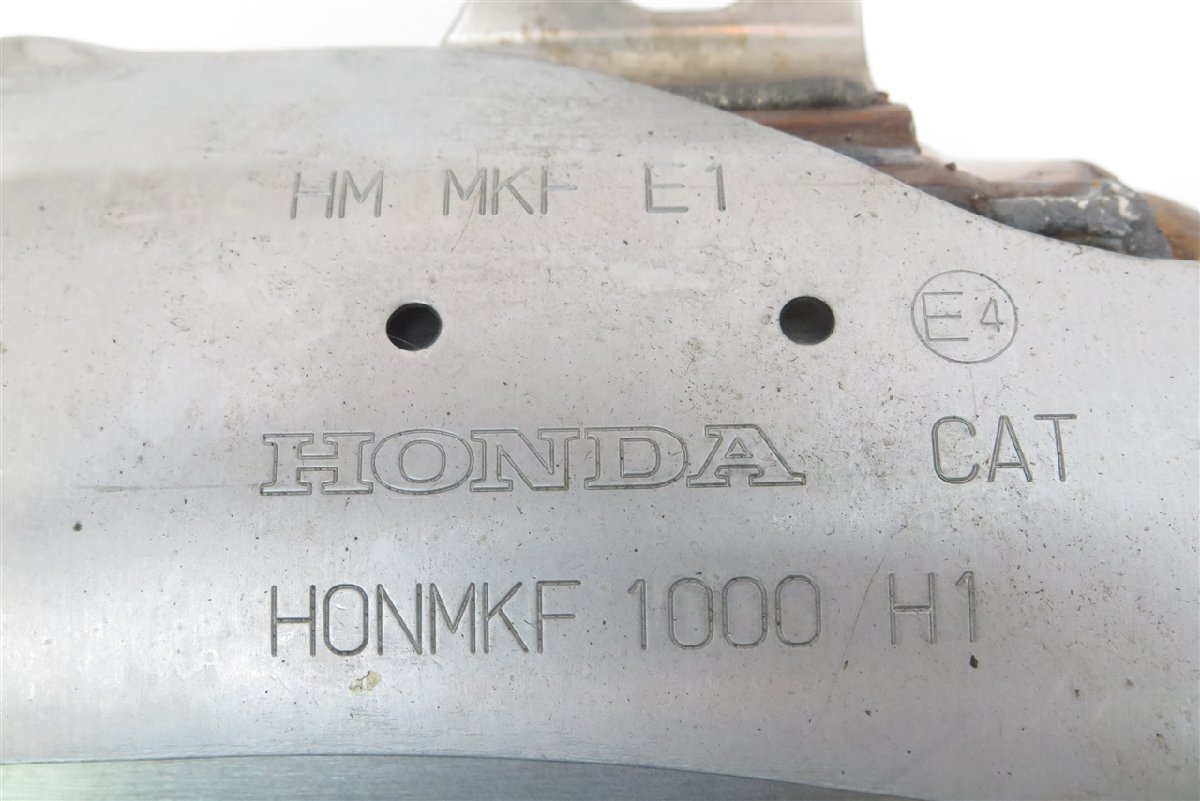 HM MKF E1
E4
HONDA CAT
HONMKF 1000 H1